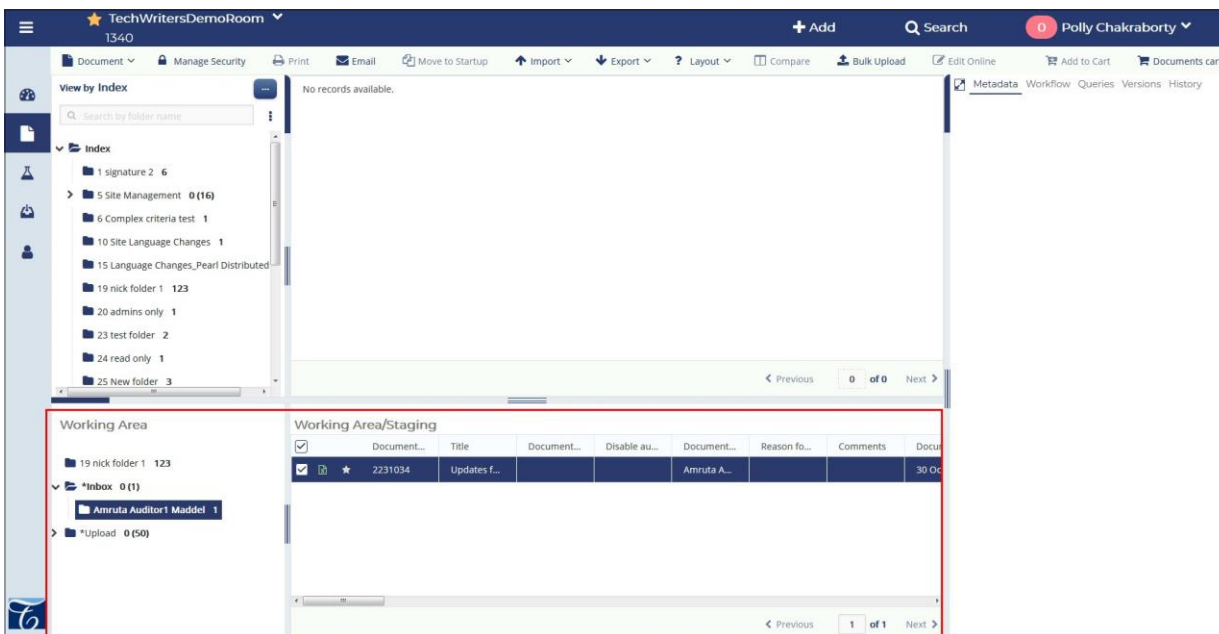 TechWritersDemoRoom
1340
Add
Search
0 Polly Chakraborty
Document Manage Security Print Email Move to Startup Import Export ? Layout Compare Bulk Upload Edit Online Add to Cart Documents car
View by Index
...
Search by folder name
No records available.
Metadata Workflow Queries Versions History
Index
1 signature 2 6
5 Site Management 0 (16)
6 Complex criteria test 1
10 Site Language Changes 1
15 Language Changes_Pearl Distributed
19 nick folder 1 123
20 admins only 1
23 test folder 2
24 read only 1
25 New folder 3
Previous 0 of 0 Next
Working Area
19 nick folder 1 123
*Inbox 0 (1)
Amruta Auditor1 Maddel 1
*Upload 0 (50)
Working Area/Staging
Document... Title Document... Disable au... Document... Reason fo... Comments Docu
2231034 Updates f... Amruta A... 30 Oc
Previous 1 of 1 Next